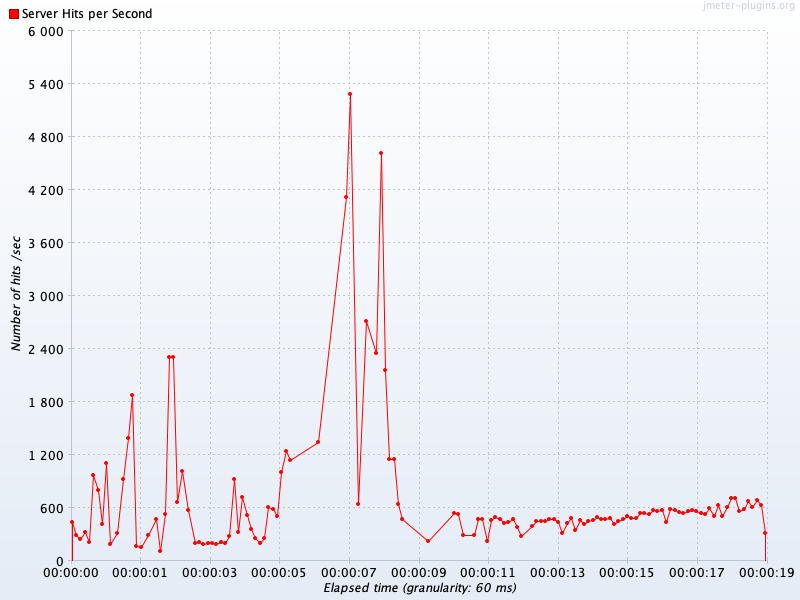 jmeter-plugins.org
Server Hits per Second
6 000
5 400
4 800
4 200
3 600
3 000
2 400
1 800
1 200
600
0
Number of hits /sec
00:00:00 00:00:01 00:00:03 00:00:05 00:00:07 00:00:09 00:00:11 00:00:13 00:00:15 00:00:17 00:00:19
Elapsed time (granularity: 60 ms)